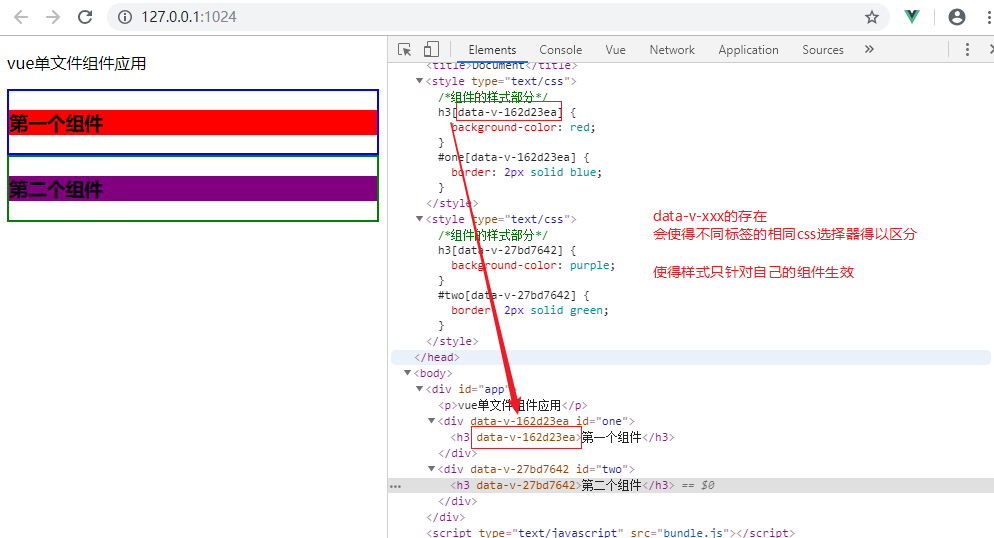 127.0.0.1:1024
vue单文件组件应用
第一个组件
第二个组件
Elements Console Vue Network Application Sources »
<title>Document</title>
<style type="text/css">
/*组件的样式部分*/
h3[data-v-162d23ea] {
background-color: red;
}
#one[data-v-162d23ea] {
border: 2px solid blue;
}
</style>
<style type="text/css">
/*组件的样式部分*/
h3[data-v-27bd7642] {
background-color: purple;
}
#two[data-v-27bd7642] {
border: 2px solid green;
}
</style>
</head>
<body>
<div id="app">
<p>vue单文件组件应用</p>
<div data-v-162d23ea id="one">
<h3 data-v-162d23ea>第一个组件</h3>
</div>
<div data-v-27bd7642 id="two">
<h3 data-v-27bd7642>第二个组件</h3> == $0
</div>
</div>
<script type="text/javascript" src="bundle.js"></script>
data-v-xxx的存在
会使得不同标签的相同css选择器得以区分
使得样式只针对自己的组件生效